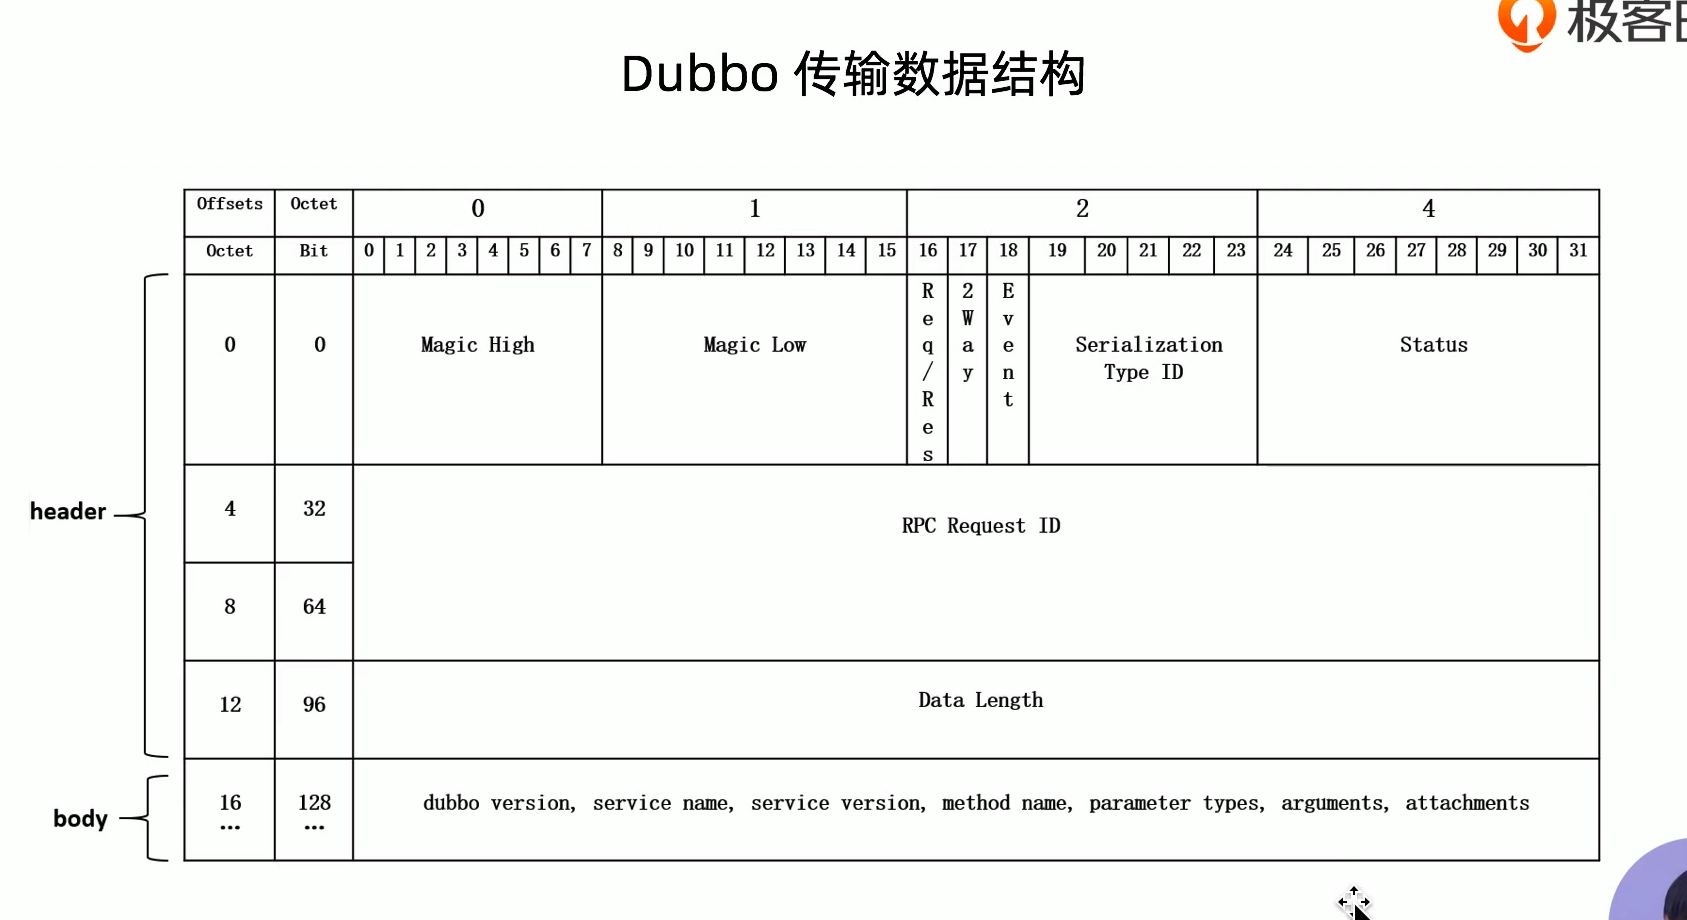 极客
Dubbo 传输数据结构
Offsets Octet 0 1 2 4
Octet Bit 0 1 2 3 4 5 6 7 8 9 10 11 12 13 14 15 16 17 18 19 20 21 22 23 24 25 26 27 28 29 30 31
0 0 Magic High Magic Low Req/Res 2Way Event Serialization Type ID Status
header
4 32 RPC Request ID
8 64
12 96 Data Length
body
16 128 dubbo version, service name, service version, method name, parameter types, arguments, attachments
... ...